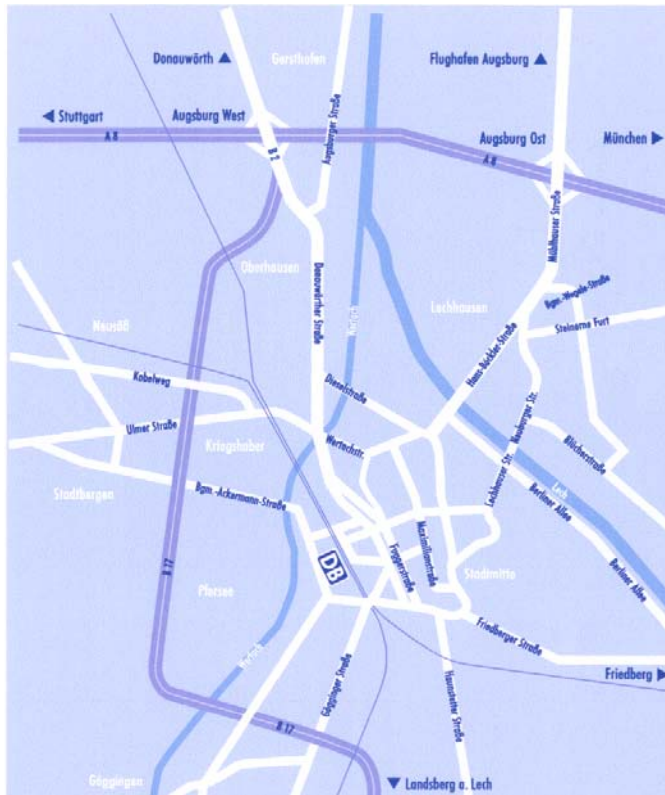 Donauwörth ▲
Gersthofen
Flughafen Augsburg ▲
◄ Stuttgart
Augsburg West
A 8
B 2
Augsburger Straße
Augsburg Ost
München ►
A 8
Mühlhauser Straße
Oberhausen
Donauwörther Straße
Lechhausen
Bgm.-Wegele-Straße
Steinerne Furt
Neusäß
Hans-Böckler-Straße
Kobelweg
Dieselstraße
Ulmer Straße
Kriegshaber
Wertachstr.
Neuburger Str.
Lechhauser Str.
Blücherstraße
Stadtbergen
Bgm.-Ackermann-Straße
Lech
Berliner Allee
Berliner Allee
DB
Fuggerstraße
Maximilianstraße
Stadtmitte
B 17
Pfersee
Friedberger Straße
Friedberg ►
Gögginger Straße
Haunstetter Straße
B 17
Göggingen
▼ Landsberg a. Lech